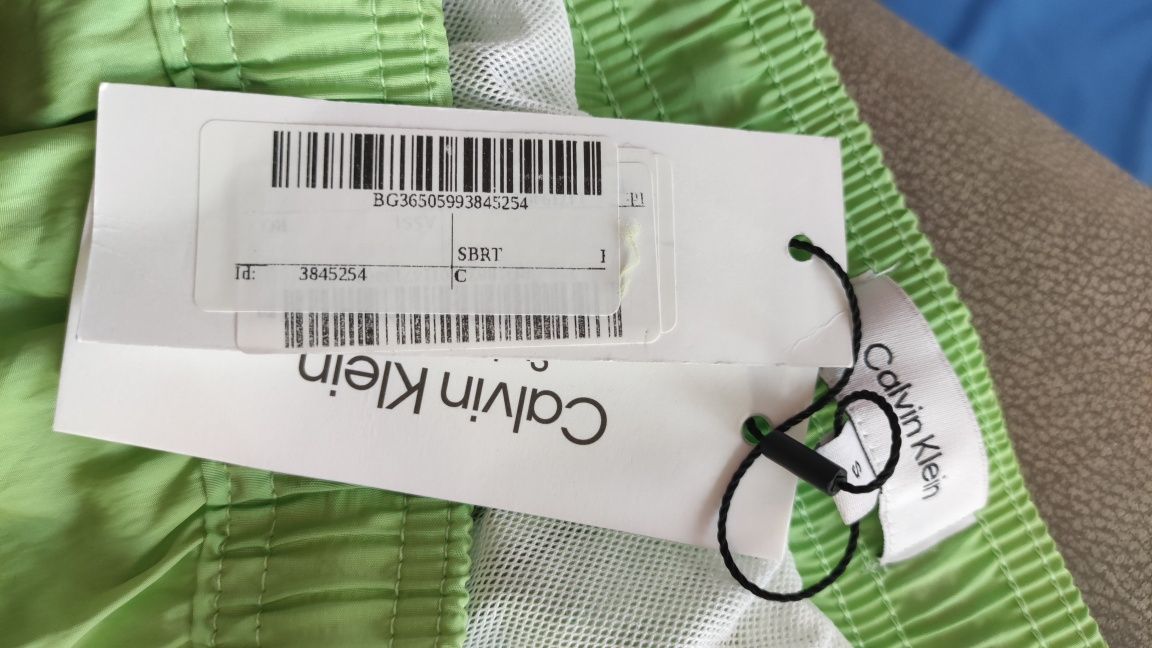 BG36505993845254
SBRT
Id: 3845254 C
Calvin Klein
Calvin Klein
S